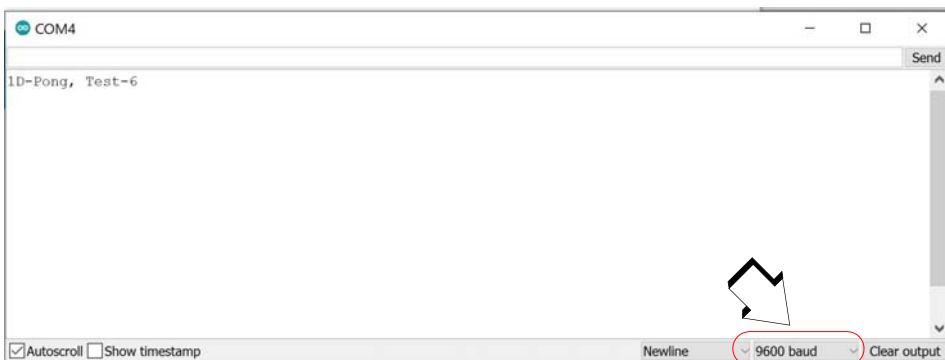 COM4
Send
1D-Pong, Test-6
Autoscroll Show timestamp Newline 9600 baud Clear output